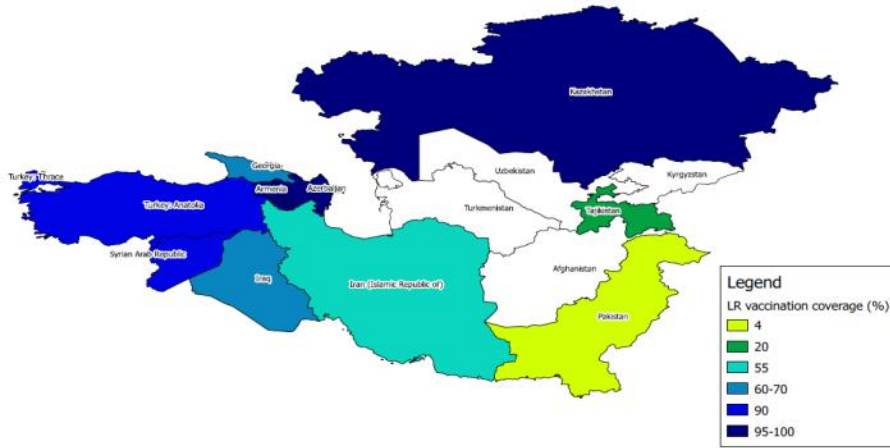 Kazakhstan
Georgia
Uzbekistan
Kyrgyzstan
Turkey, Thrace
Armenia
Azerbaijan
Turkey, Anatolia
Turkmenistan
Tajikistan
Syrian Arab Republic
Afghanistan
Iraq
Iran (Islamic Republic of)
Pakistan
Legend
LR vaccination coverage (%)
4
20
55
60-70
90
95-100